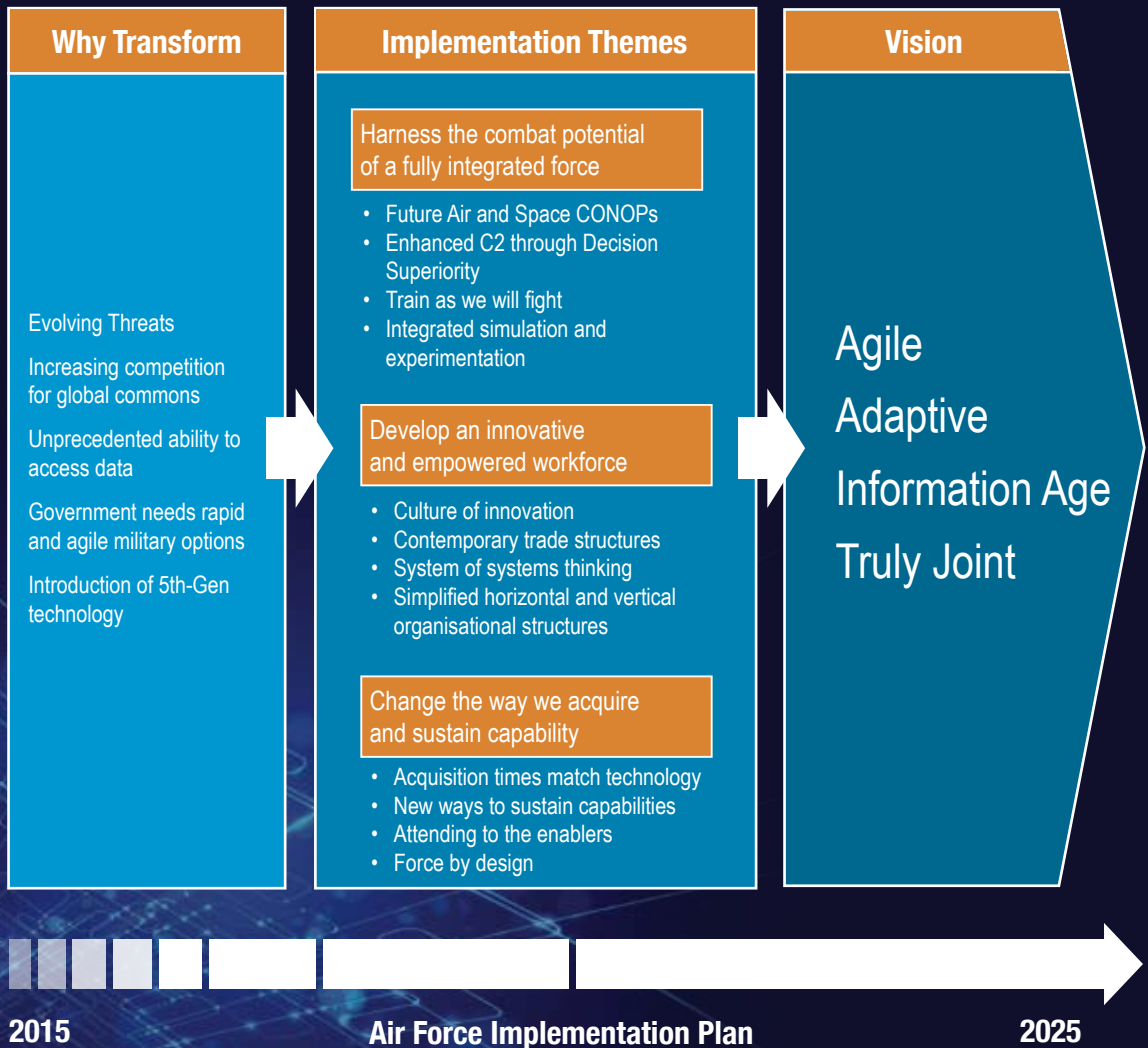 Why Transform
Evolving Threats
Increasing competition
for global commons
Unprecedented ability to
access data
Government needs rapid
and agile military options
Introduction of 5th-Gen
technology
Implementation Themes
Harness the combat potential
of a fully integrated force
• Future Air and Space CONOPs
• Enhanced C2 through Decision
Superiority
• Train as we will fight
• Integrated simulation and
experimentation
Develop an innovative
and empowered workforce
• Culture of innovation
• Contemporary trade structures
• System of systems thinking
• Simplified horizontal and vertical
organisational structures
Change the way we acquire
and sustain capability
• Acquisition times match technology
• New ways to sustain capabilities
• Attending to the enablers
• Force by design
Vision
Agile
Adaptive
Information Age
Truly Joint
2015 Air Force Implementation Plan 2025